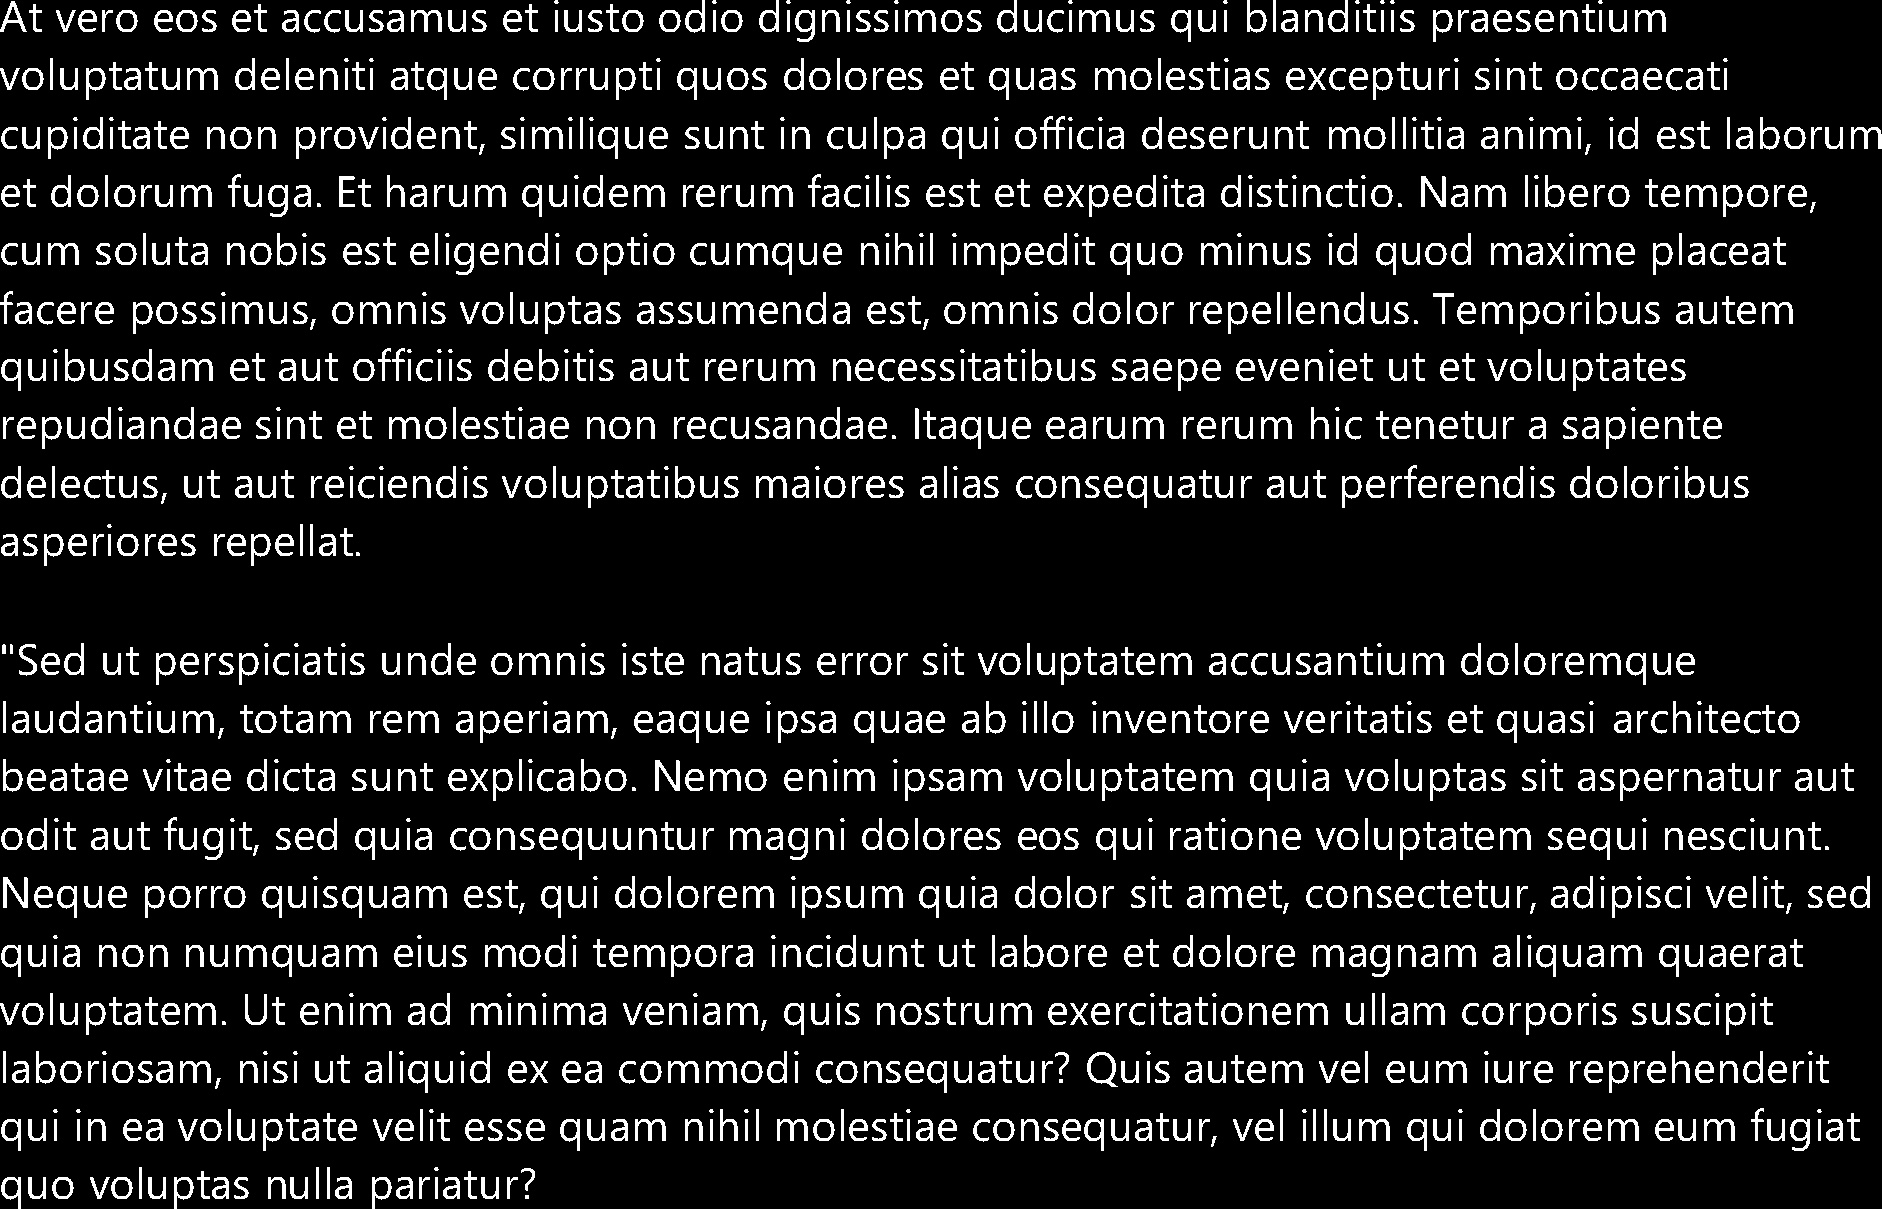 At vero eos et accusamus et iusto odio dignissimos ducimus qui blanditiis praesentium
voluptatum deleniti atque corrupti quos dolores et quas molestias excepturi sint occaecati
cupiditate non provident, similique sunt in culpa qui officia deserunt mollitia animi, id est laborum
et dolorum fuga. Et harum quidem rerum facilis est et expedita distinctio. Nam libero tempore,
cum soluta nobis est eligendi optio cumque nihil impedit quo minus id quod maxime placeat
facere possimus, omnis voluptas assumenda est, omnis dolor repellendus. Temporibus autem
quibusdam et aut officiis debitis aut rerum necessitatibus saepe eveniet ut et voluptates
repudiandae sint et molestiae non recusandae. Itaque earum rerum hic tenetur a sapiente
delectus, ut aut reiciendis voluptatibus maiores alias consequatur aut perferendis doloribus
asperiores repellat.

"Sed ut perspiciatis unde omnis iste natus error sit voluptatem accusantium doloremque
laudantium, totam rem aperiam, eaque ipsa quae ab illo inventore veritatis et quasi architecto
beatae vitae dicta sunt explicabo. Nemo enim ipsam voluptatem quia voluptas sit aspernatur aut
odit aut fugit, sed quia consequuntur magni dolores eos qui ratione voluptatem sequi nesciunt.
Neque porro quisquam est, qui dolorem ipsum quia dolor sit amet, consectetur, adipisci velit, sed
quia non numquam eius modi tempora incidunt ut labore et dolore magnam aliquam quaerat
voluptatem. Ut enim ad minima veniam, quis nostrum exercitationem ullam corporis suscipit
laboriosam, nisi ut aliquid ex ea commodi consequatur? Quis autem vel eum iure reprehenderit
qui in ea voluptate velit esse quam nihil molestiae consequatur, vel illum qui dolorem eum fugiat
quo voluptas nulla pariatur?